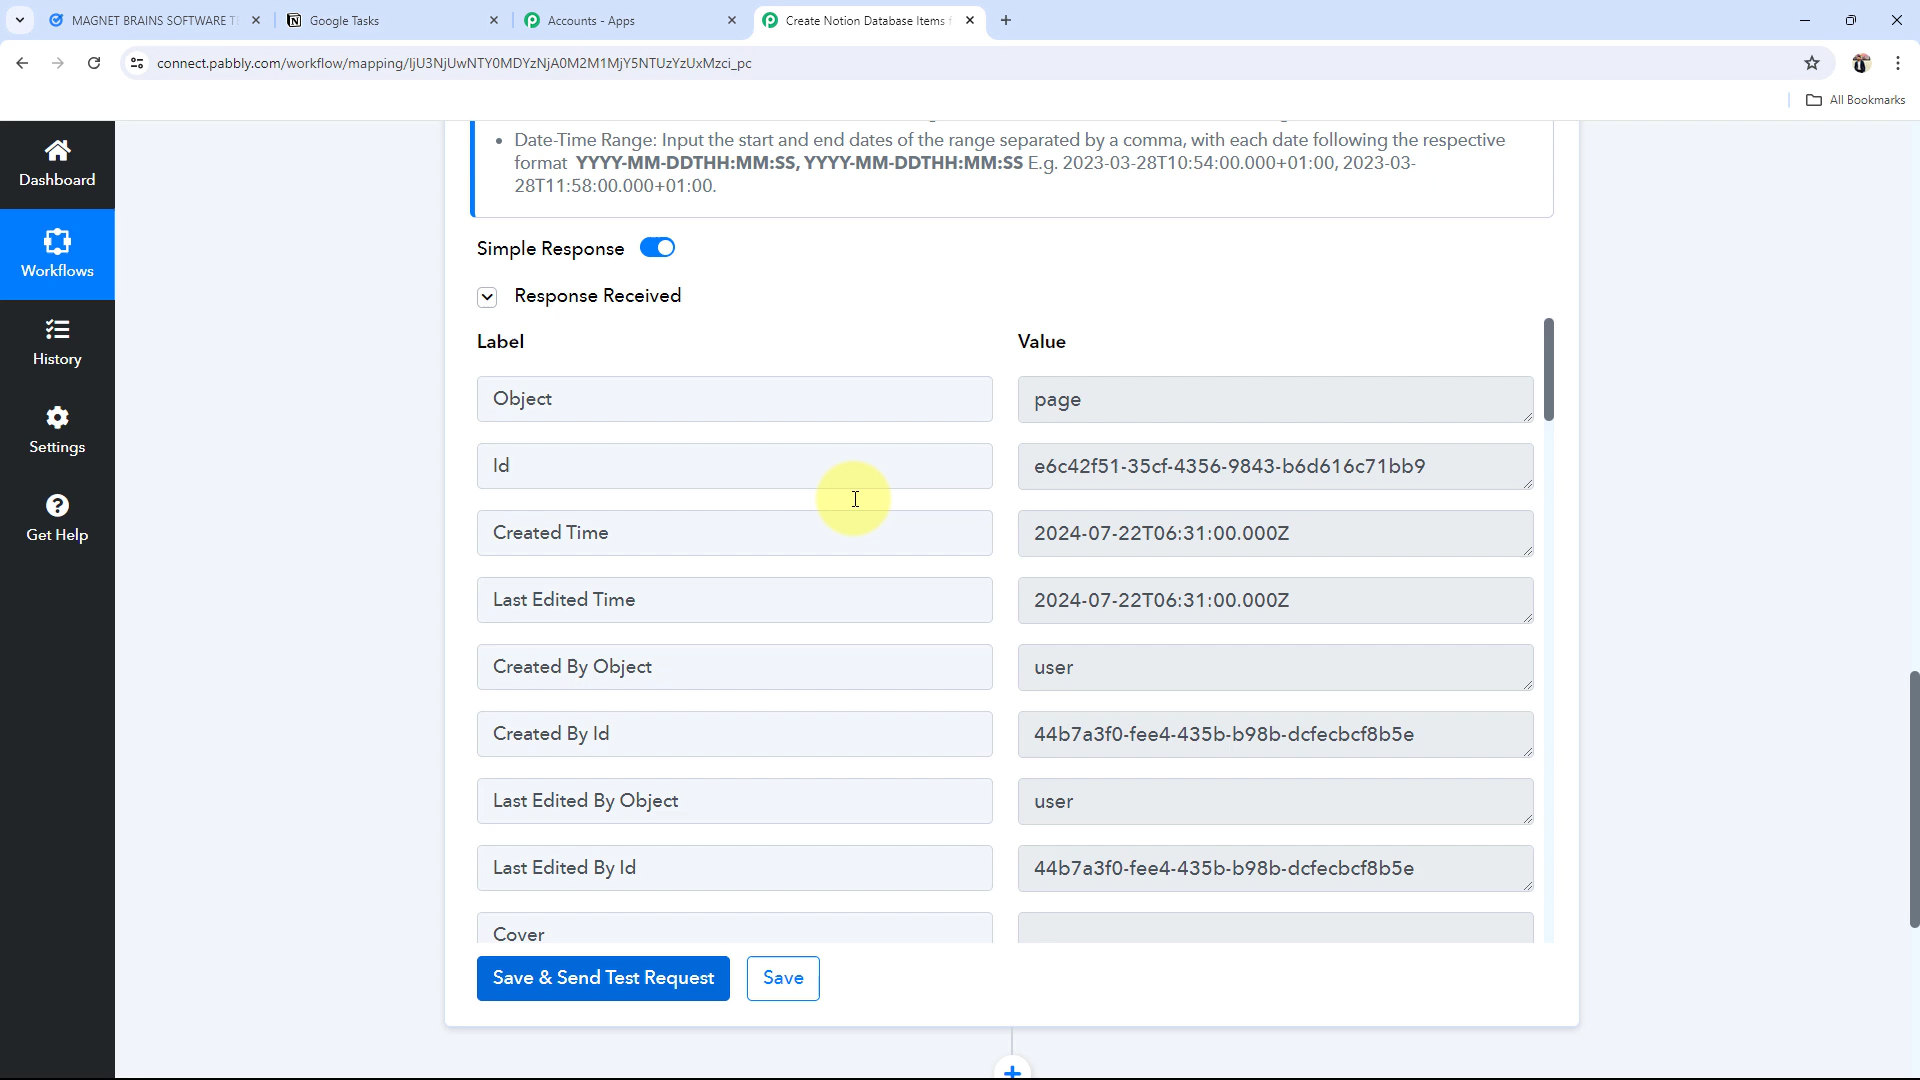 MAGNET BRAINS SOFTWARE T
Google Tasks
Accounts - Apps
Create Notion Database Items f
connect.pabbly.com/workflow/mapping/IjU3NjUwNTY0MDYzNjA0M2M1MjY5NTUzYzUxMzci_pc
All Bookmarks
Dashboard
Workflows
History
Settings
Get Help
• Date-Time Range: Input the start and end dates of the range separated by a comma, with each date following the respective
format YYYY-MM-DDTHH:MM:SS, YYYY-MM-DDTHH:MM:SS E.g. 2023-03-28T10:54:00.000+01:00, 2023-03-
28T11:58:00.000+01:00.
Simple Response
Response Received
Label Value
Object page
Id e6c42f51-35cf-4356-9843-b6d616c71bb9
Created Time 2024-07-22T06:31:00.000Z
Last Edited Time 2024-07-22T06:31:00.000Z
Created By Object user
Created By Id 44b7a3f0-fee4-435b-b98b-dcfecbcf8b5e
Last Edited By Object user
Last Edited By Id 44b7a3f0-fee4-435b-b98b-dcfecbcf8b5e
Cover
Save & Send Test Request Save